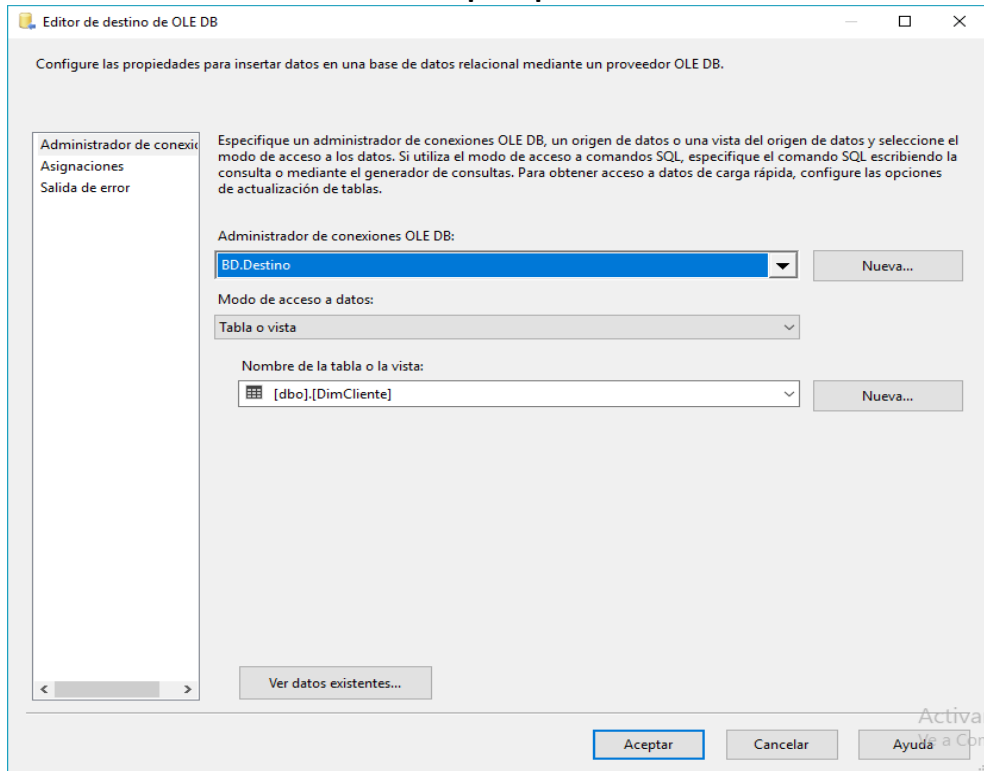 Editor de destino de OLE DB
Configure las propiedades para insertar datos en una base de datos relacional mediante un proveedor OLE DB.
Administrador de conexic
Asignaciones
Salida de error
Especifique un administrador de conexiones OLE DB, un origen de datos o una vista del origen de datos y seleccione el
modo de acceso a los datos. Si utiliza el modo de acceso a comandos SQL, especifique el comando SQL escribiendo la
consulta o mediante el generador de consultas. Para obtener acceso a datos de carga rápida, configure las opciones
de actualización de tablas.
Administrador de conexiones OLE DB:
BD.Destino
Nueva...
Modo de acceso a datos:
Tabla o vista
Nombre de la tabla o la vista:
[dbo].[DimCliente]
Nueva...
Ver datos existentes...
Activa
Ve a Con
Aceptar
Cancelar
Ayuda